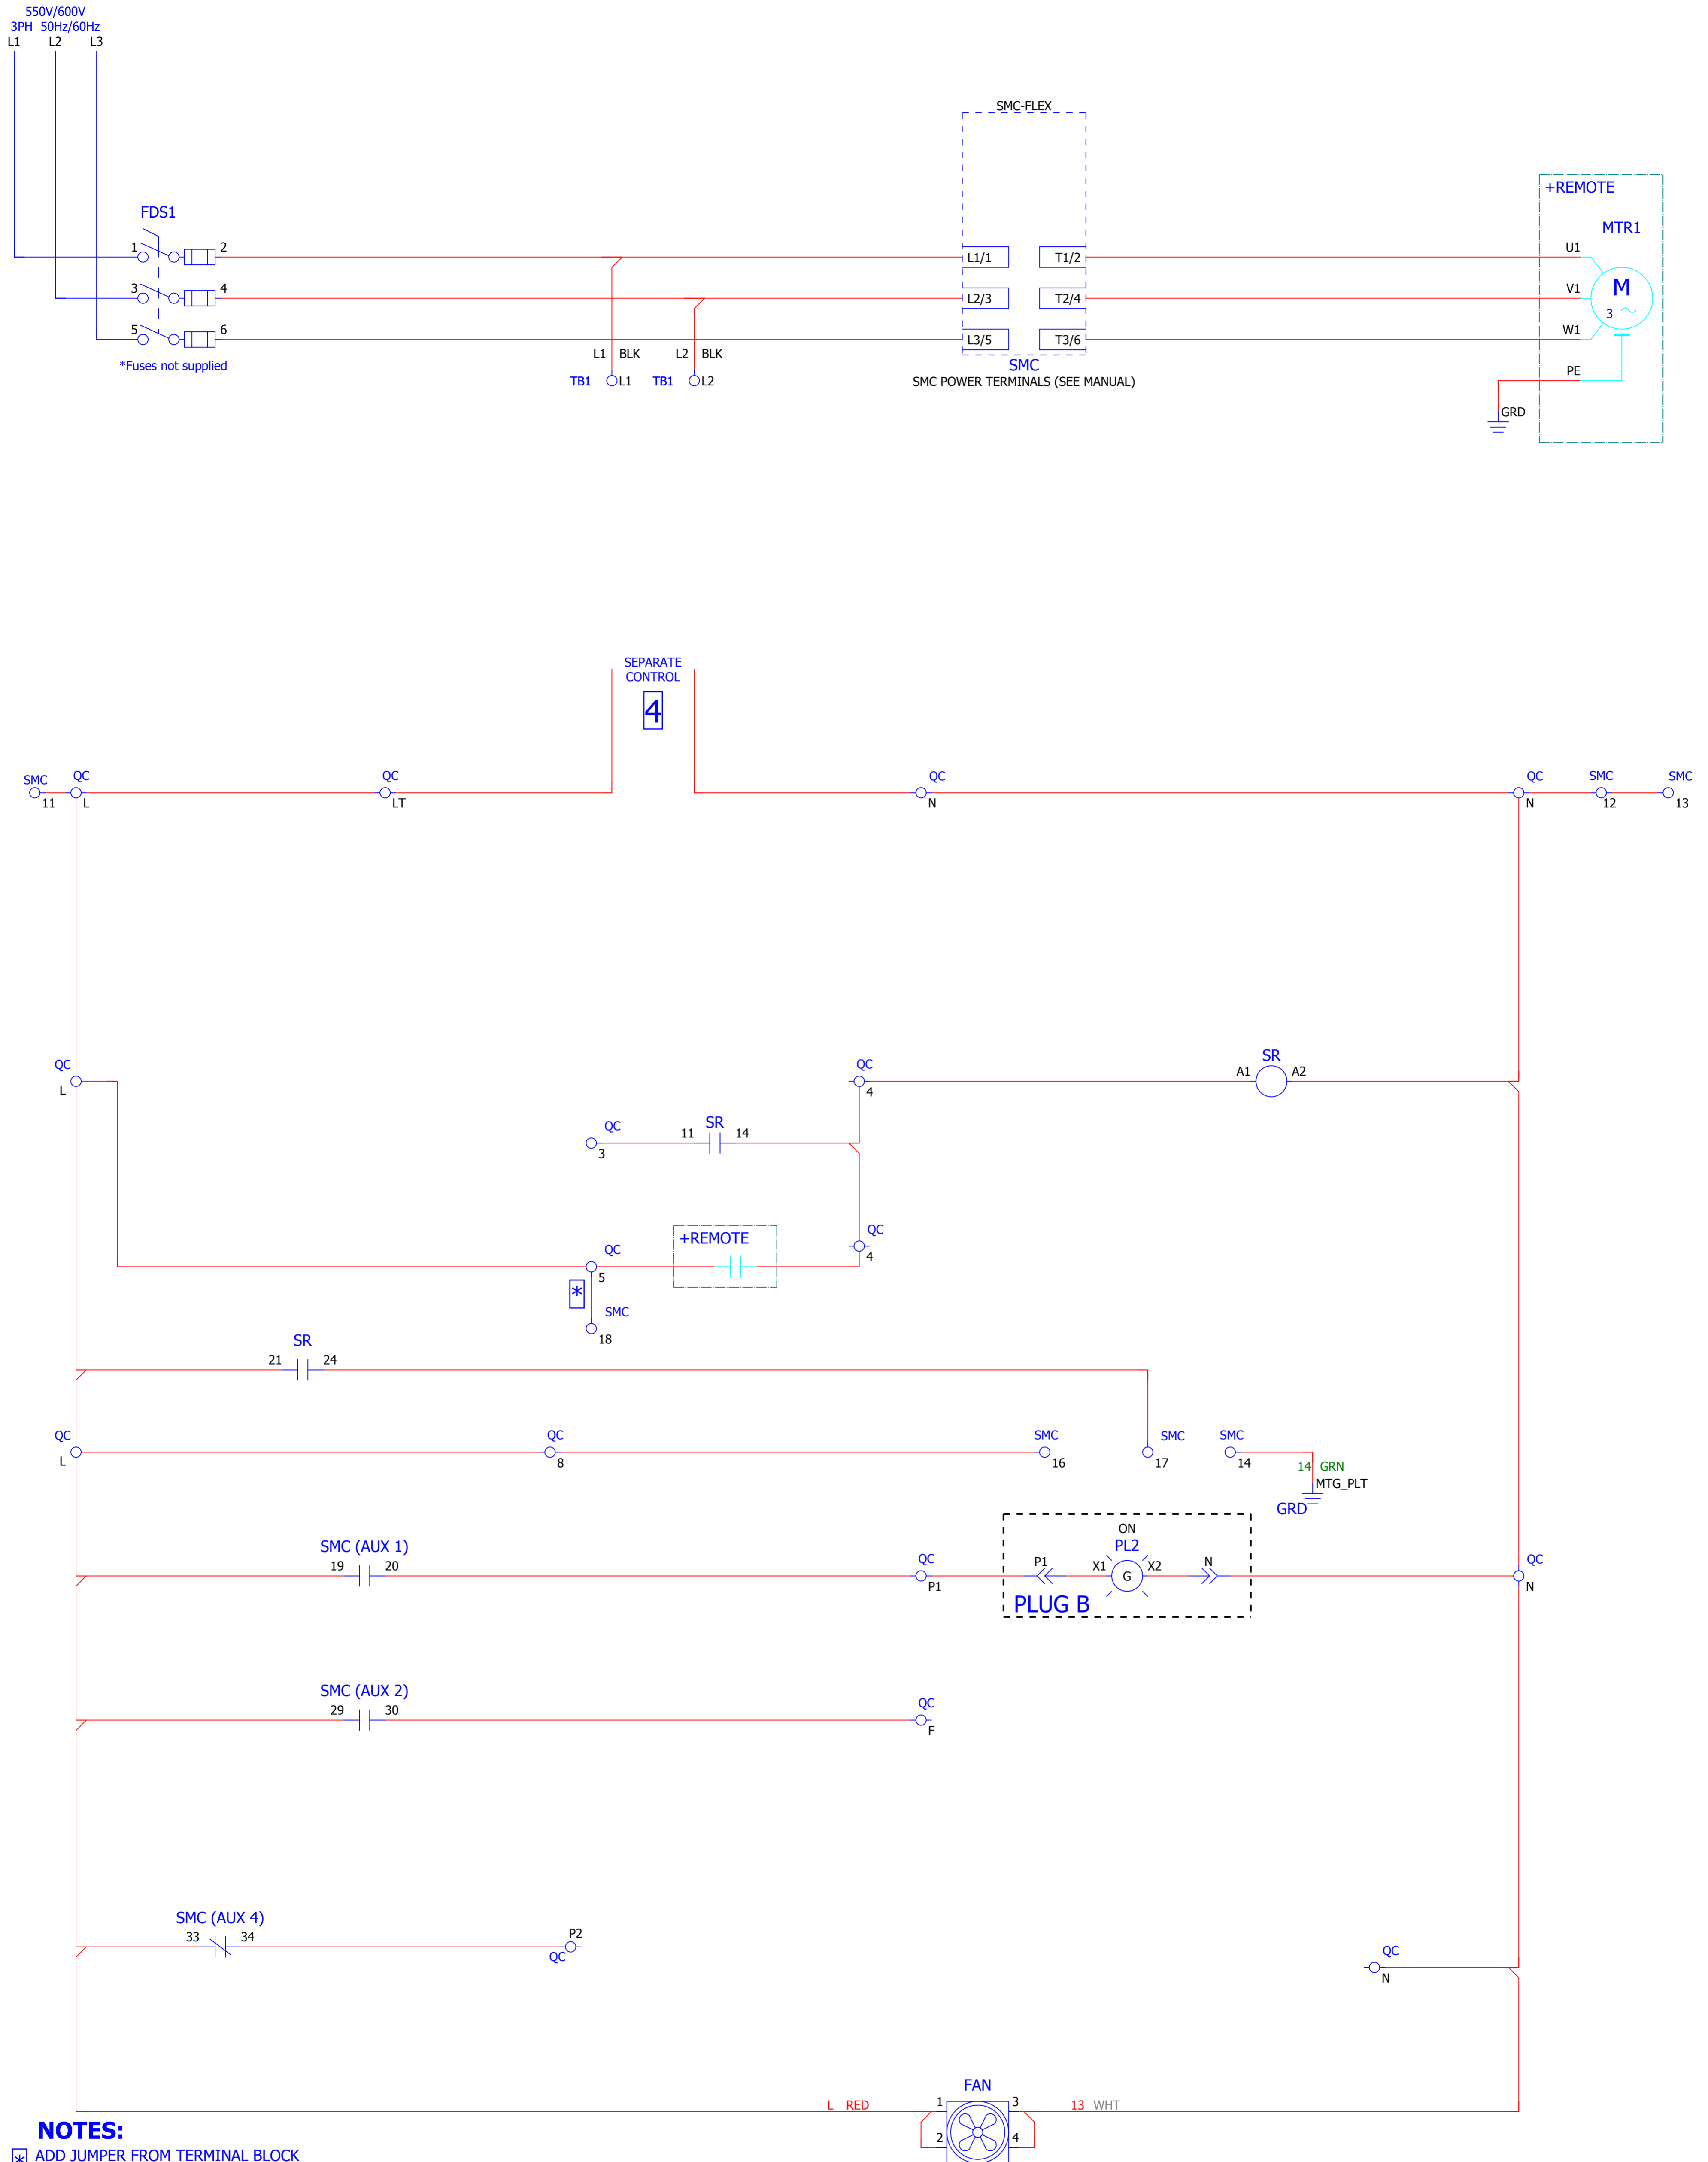 550V/600V
3PH 50Hz/60Hz
L1 L2 L3
SMC-FLEX
+REMOTE
FDS1
MTR1
1 2
L1/1 T1/2
U1
3 4
L2/3 T2/4
V1
M
3
5 6
L3/5 T3/6
W1
*Fuses not supplied
L1 BLK L2 BLK
SMC
PE
TB1 L1 TB1 L2
SMC POWER TERMINALS (SEE MANUAL)
GRD
SEPARATE
CONTROL
4
SMC QC QC QC QC SMC SMC
11 L LT N N 12 13
QC QC SR
A1 A2
L 4
QC SR
11 14
3
+REMOTE
QC QC
4
5
*
SMC
18
SR
21 24
QC QC SMC SMC SMC
L 8 16 17 14
14 GRN
MTG_PLT
GRD
ON
SMC (AUX 1)
PL2
19 20 QC P1 X1 X2 N QC
G
P1 N
PLUG B
SMC (AUX 2)
29 30 QC
F
SMC (AUX 4)
33 34 P2
QC
QC
N
FAN
L RED 1 3 13 WHT
2 4
NOTES:
* ADD JUMPER FROM TERMINAL BLOCK